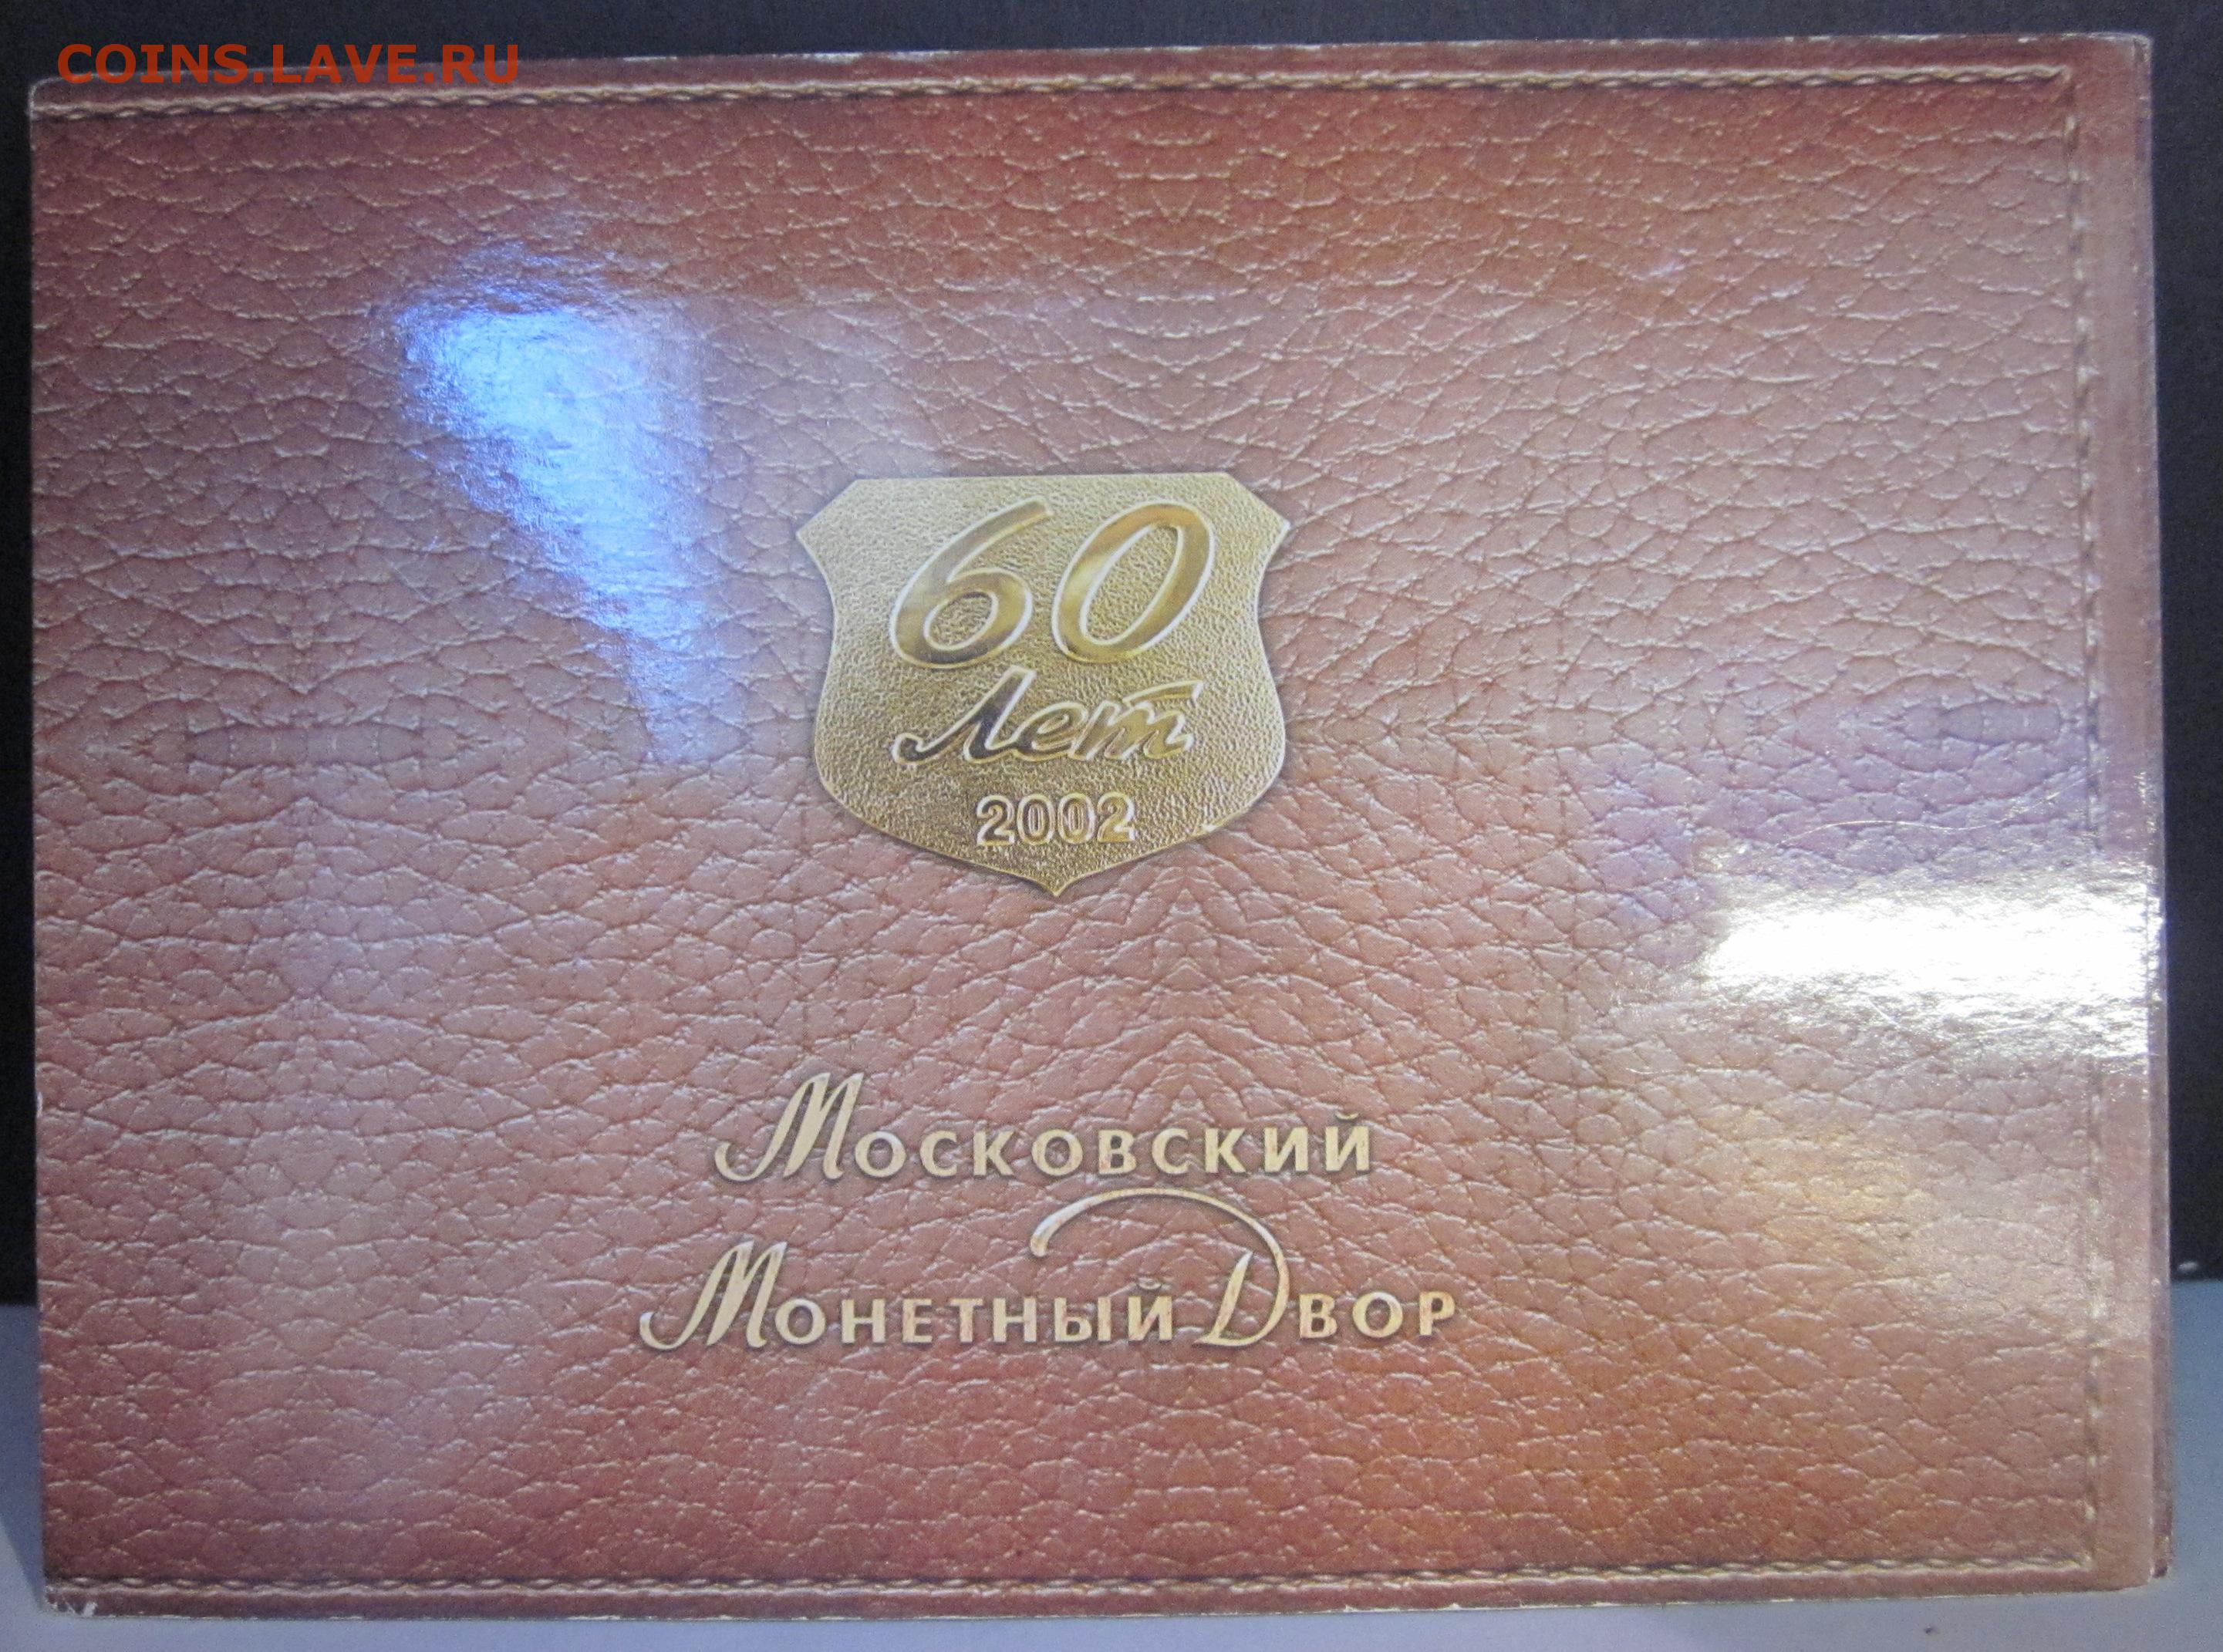 COINS.LAVE.RU
60
Лет
2002
Московский
Монетный Двор